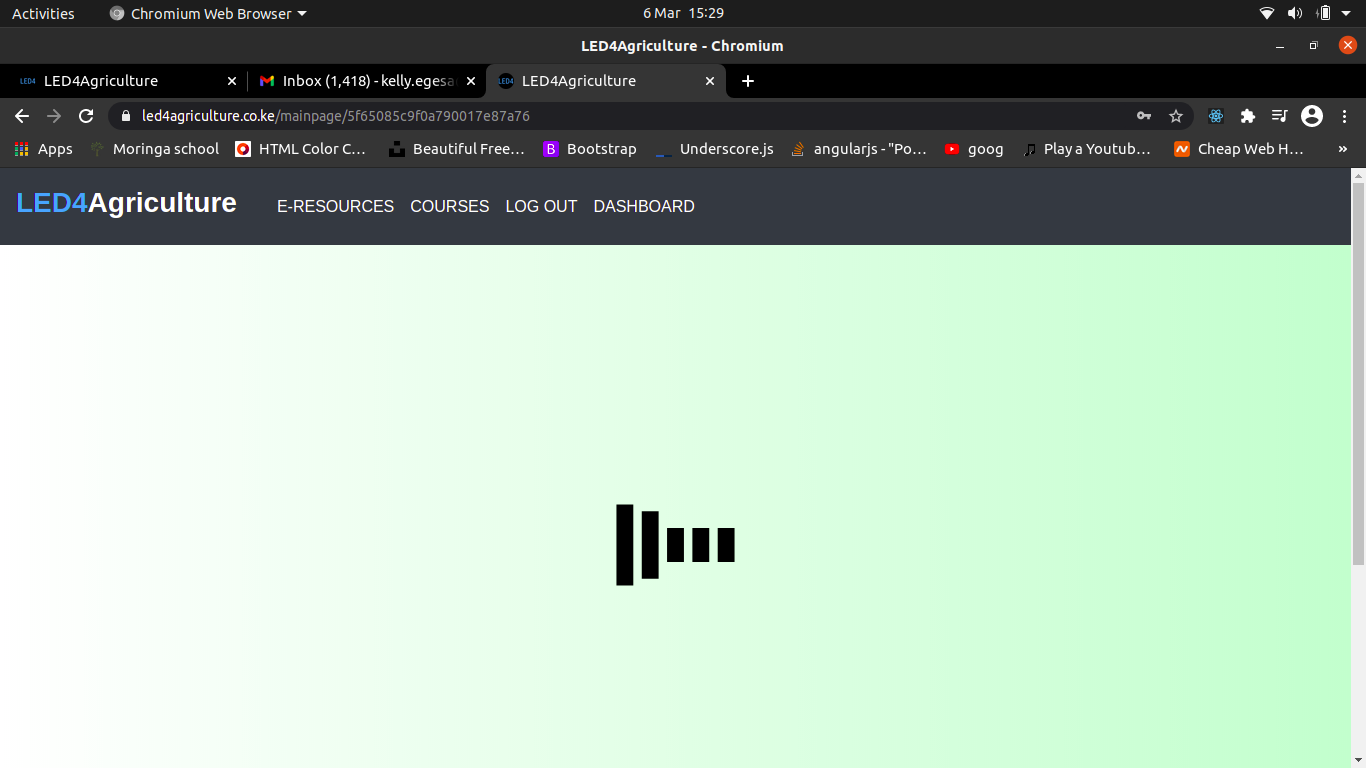 Activities Chromium Web Browser 6 Mar 15:29
LED4Agriculture - Chromium
LED4 LED4Agriculture Inbox (1,418) - kelly.egesa LED4 LED4Agriculture
led4agriculture.co.ke/mainpage/5f65085c9f0a790017e87a76
Apps Moringa school HTML Color C… Beautiful Free… B Bootstrap Underscore.js angularjs - "Po… goog Play a Youtub… Cheap Web H… »
LED4Agriculture E-RESOURCES COURSES LOG OUT DASHBOARD